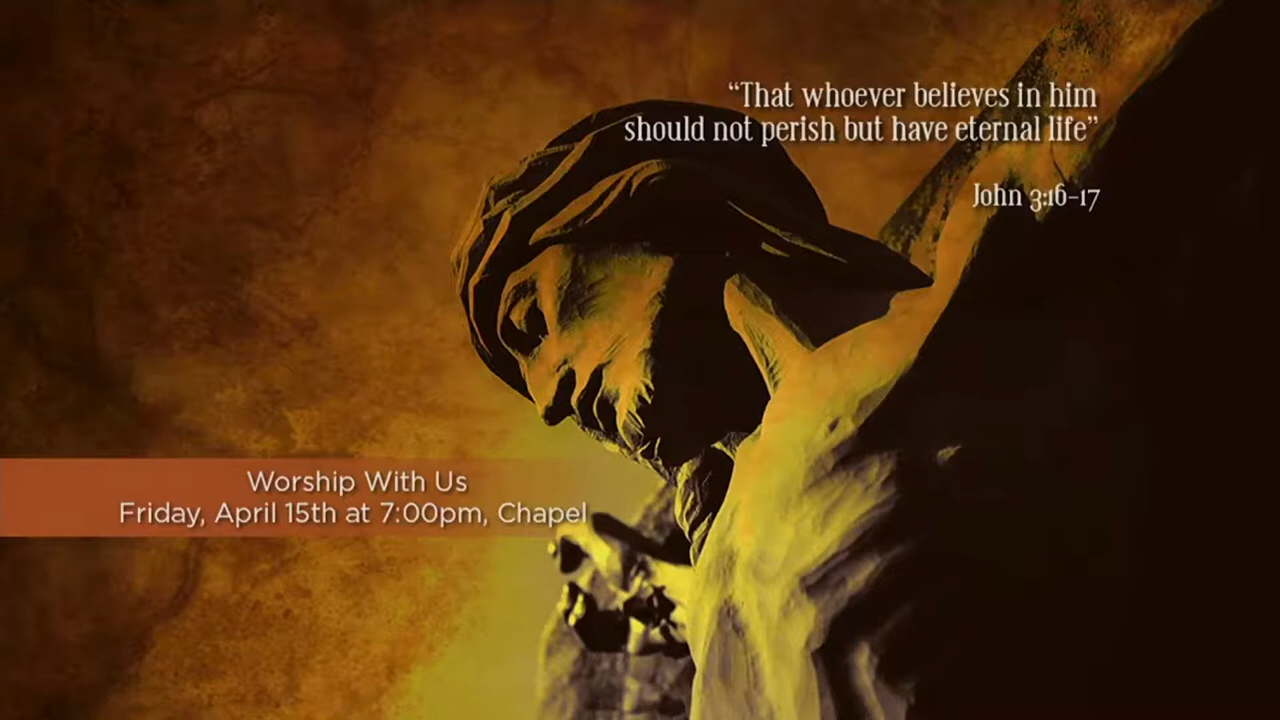 “That whoever believes in him
should not perish but have eternal life”
John 3:16–17
Worship With Us
Friday, April 15th at 7:00pm, Chapel